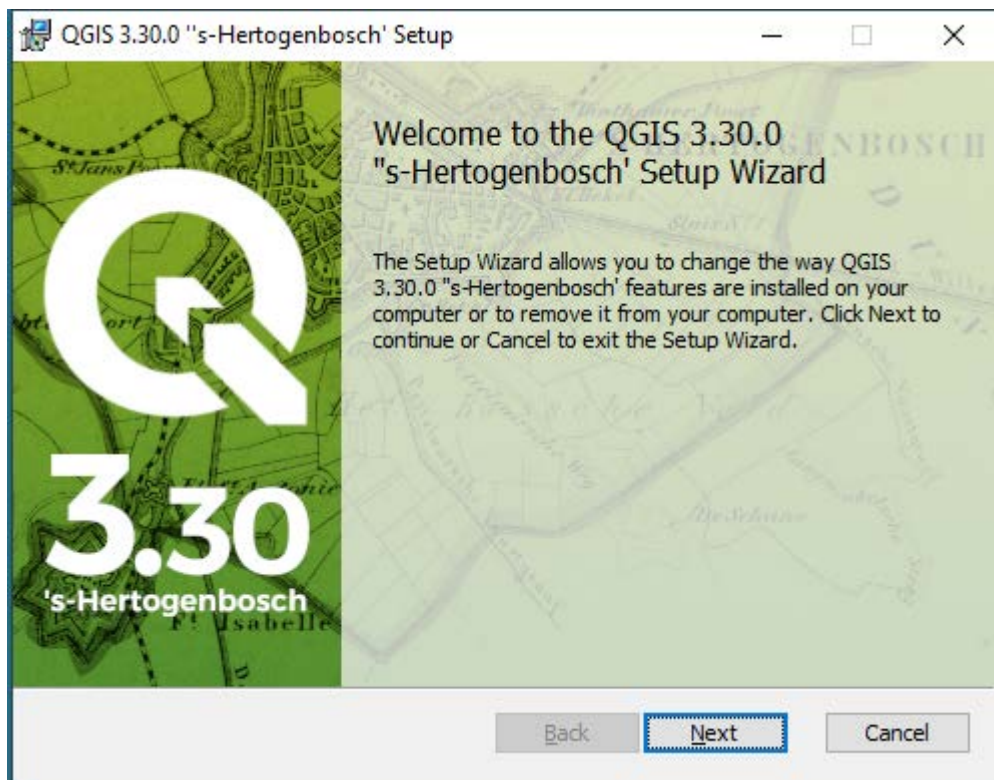 QGIS 3.30.0 "s-Hertogenbosch' Setup
Welcome to the QGIS 3.30.0
"s-Hertogenbosch' Setup Wizard
The Setup Wizard allows you to change the way QGIS
3.30.0 "s-Hertogenbosch' features are installed on your
computer or to remove it from your computer. Click Next to
continue or Cancel to exit the Setup Wizard.
3.30
's-Hertogenbosch
Ft Isabelle
Back Next Cancel